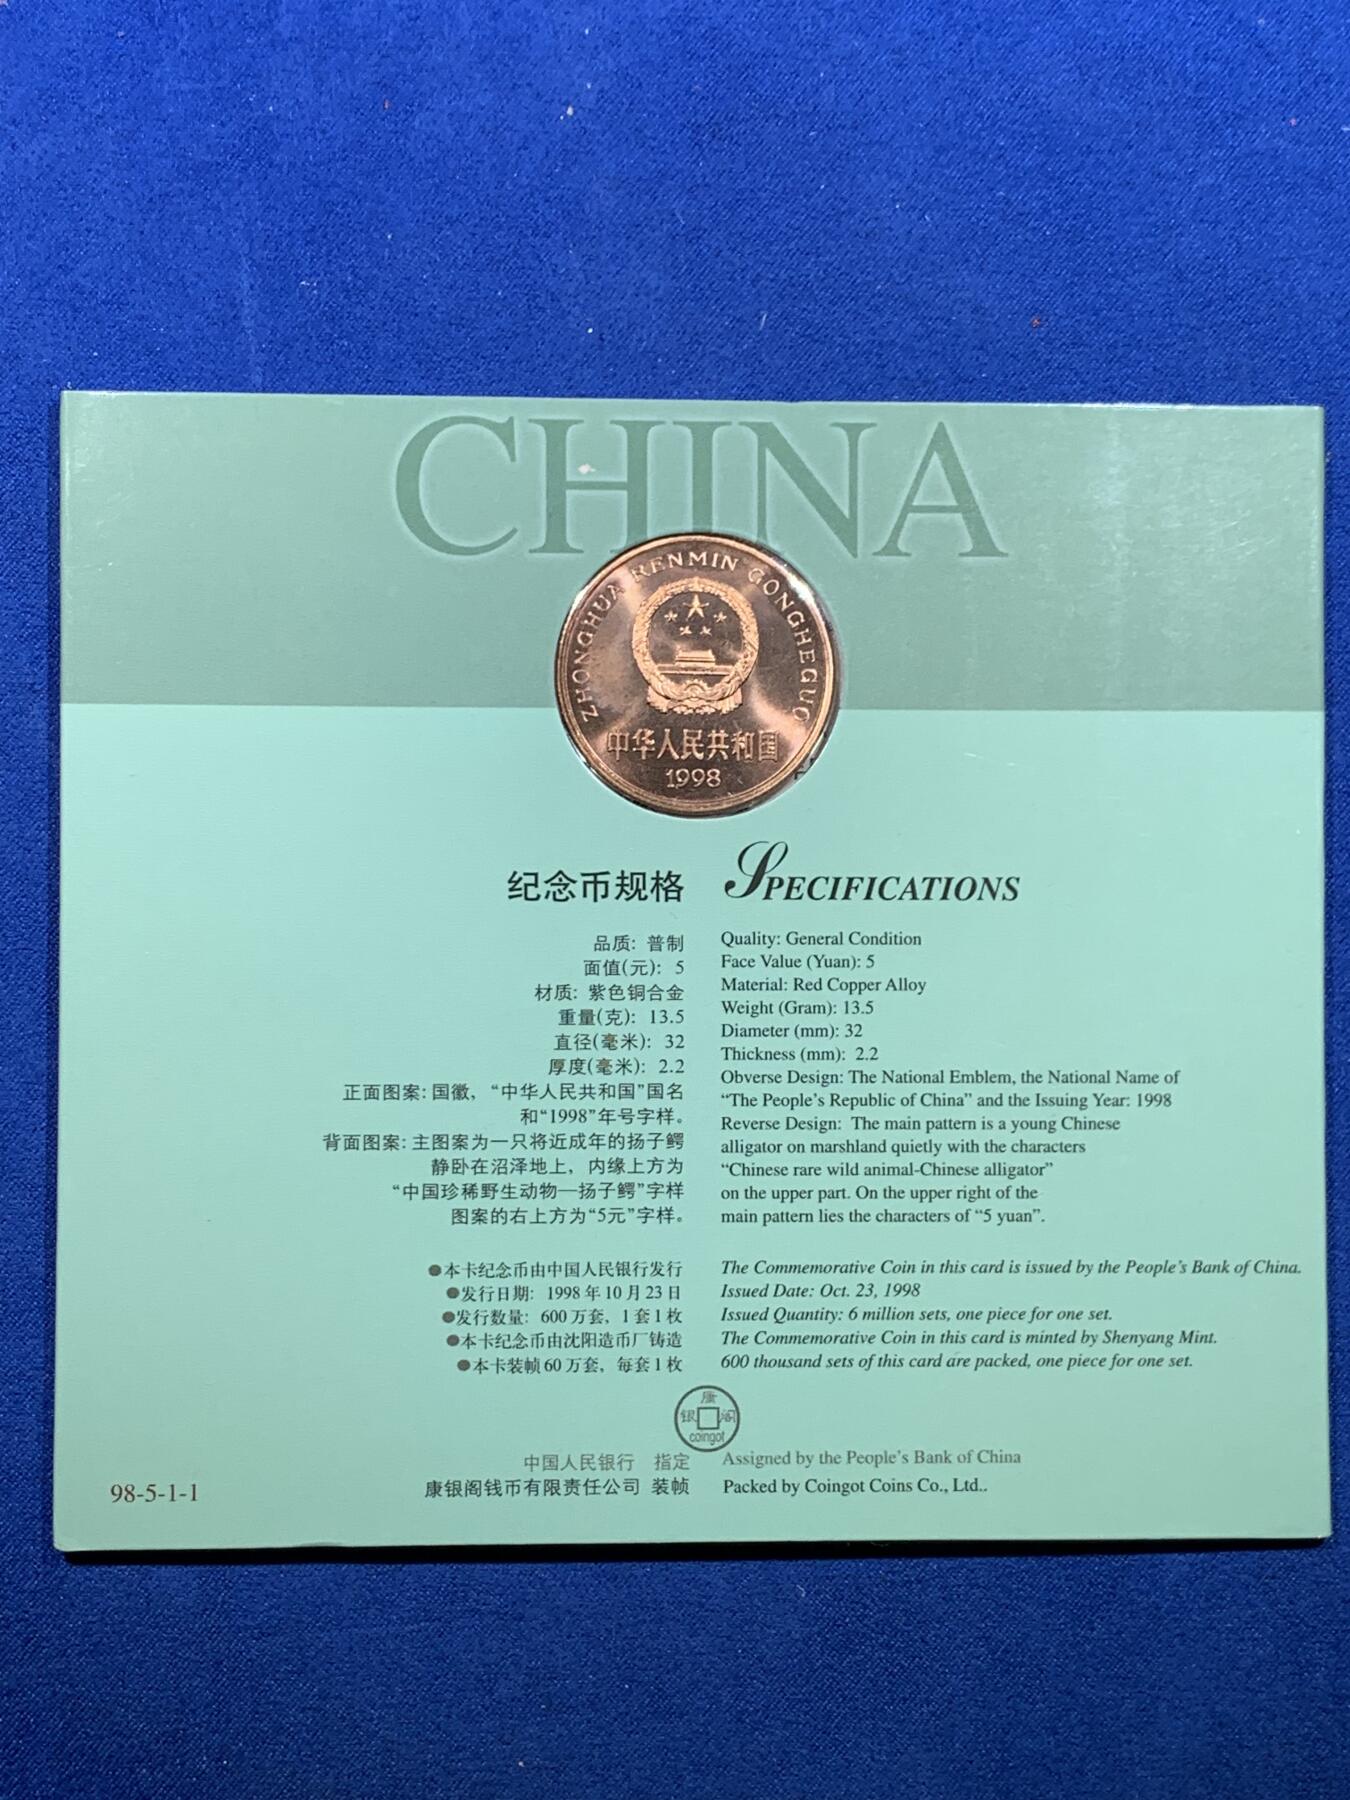 CHINA
ZHONGHUA RENMIN GONGHEGUO
中华人民共和国
1998
纪念币规格
品质: 普制
面值(元): 5
材质: 紫色铜合金
重量(克): 13.5
直径(毫米): 32
厚度(毫米): 2.2
正面图案: 国徽，“中华人民共和国”国名
和“1998”年号字样。
背面图案: 主图案为一只将近成年的扬子鳄
静卧在沼泽地上，内缘上方为
“中国珍稀野生动物—扬子鳄”字样
图案的右上方为“5元”字样。
●本卡纪念币由中国人民银行发行
●发行日期: 1998年10月23日
●发行数量: 600万套，1套1枚
●本卡纪念币由沈阳造币厂铸造
●本卡装帧60万套，每套1枚
SPECIFICATIONS
Quality: General Condition
Face Value (Yuan): 5
Material: Red Copper Alloy
Weight (Gram): 13.5
Diameter (mm): 32
Thickness (mm): 2.2
Obverse Design: The National Emblem, the National Name of
“The People’s Republic of China” and the Issuing Year: 1998
Reverse Design: The main pattern is a young Chinese
alligator on marshland quietly with the characters
“Chinese rare wild animal-Chinese alligator”
on the upper part. On the upper right of the
main pattern lies the characters of “5 yuan”.
The Commemorative Coin in this card is issued by the People’s Bank of China.
Issued Date: Oct. 23, 1998
Issued Quantity: 6 million sets, one piece for one set.
The Commemorative Coin in this card is minted by Shenyang Mint.
600 thousand sets of this card are packed, one piece for one set.
康
银 阁
coingot
中国人民银行 指定
康银阁钱币有限责任公司 装帧
Assigned by the People’s Bank of China
Packed by Coingot Coins Co., Ltd..
98-5-1-1